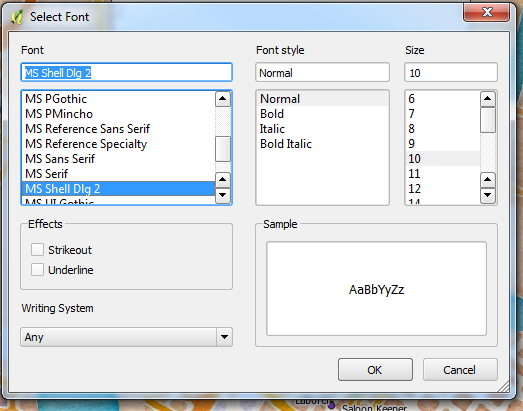 Select Font
Font
MS Shell Dlg 2
MS PGothic
MS PMincho
MS Reference Sans Serif
MS Reference Specialty
MS Sans Serif
MS Serif
MS Shell Dlg 2
MS UI Gothic
Font style
Normal
Normal
Bold
Italic
Bold Italic
Size
10
6
7
8
9
10
11
12
14
Effects
Strikeout
Underline
Sample
AaBbYyZz
Writing System
Any
OK
Cancel
Saloon Keeper